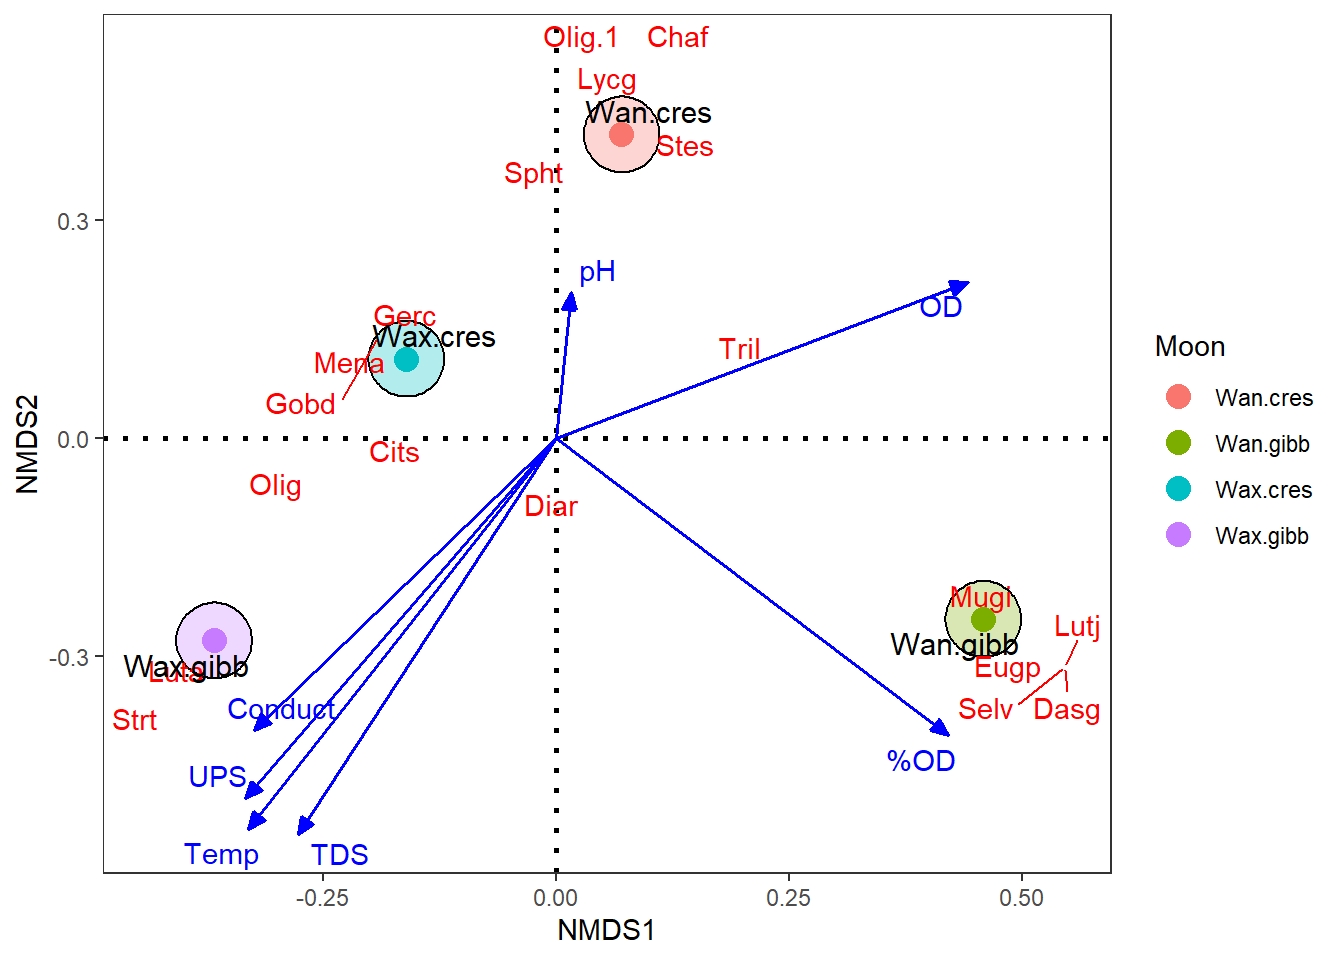 Olig.1 Chaf
Lycg
Wan.cres
Stes
Spht
0.3
pH
OD
Gerc
Wax.cres
Tril
Mena
Gobd
NMDS2
0.0
Cits
Olig
Diar
Mugi
Lutj
Wan.gibb
-0.3
Wax.gibb
Luta
Eugp
Strt
Conduct
Selv Dasg
%OD
UPS
Temp TDS
-0.25 0.00 0.25 0.50
NMDS1
Moon
Wan.cres
Wan.gibb
Wax.cres
Wax.gibb